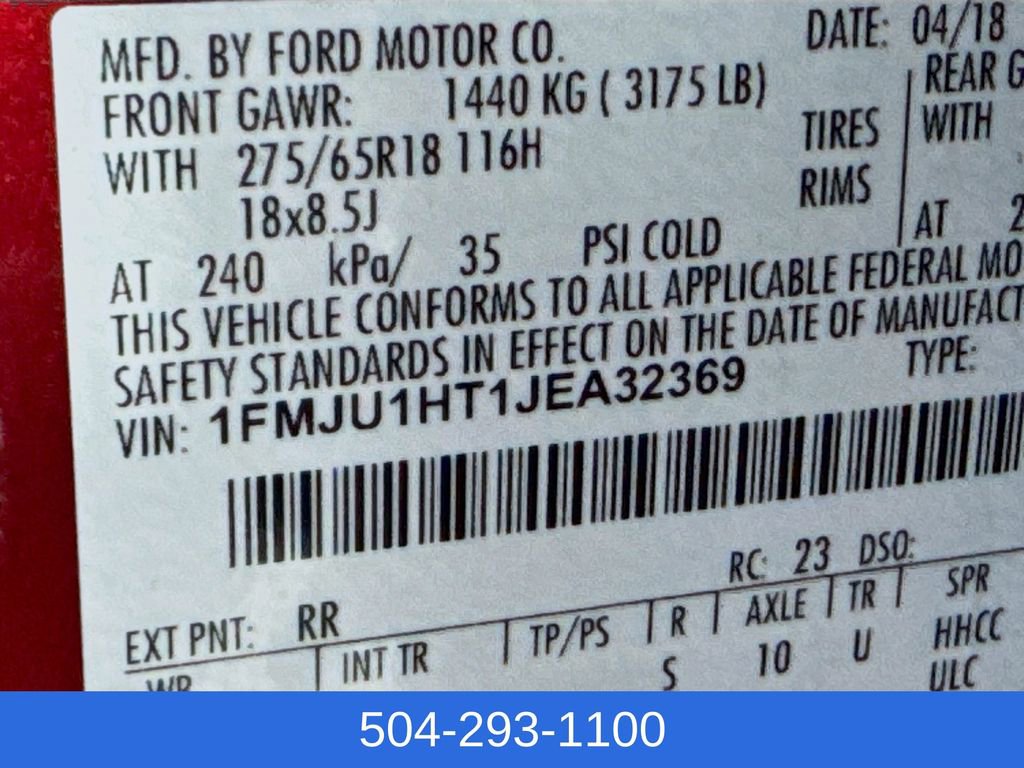 MFD. BY FORD MOTOR CO.
DATE: 04/18
FRONT GAWR: 1440 KG ( 3175 LB)
REAR G
WITH 275/65R18 116H
TIRES
WITH
18x8.5J
RIMS
AT 240 kPa/ 35 PSI COLD
AT 2
THIS VEHICLE CONFORMS TO ALL APPLICABLE FEDERAL MO
SAFETY STANDARDS IN EFFECT ON THE DATE OF MANUFACT
VIN: 1FMJU1HT1JEA32369
TYPE:
RC: 23 DSO:
EXT PNT: RR
WB INT TR TP/PS R AXLE TR SPR
S 10 U HHCC
ULC
504-293-1100